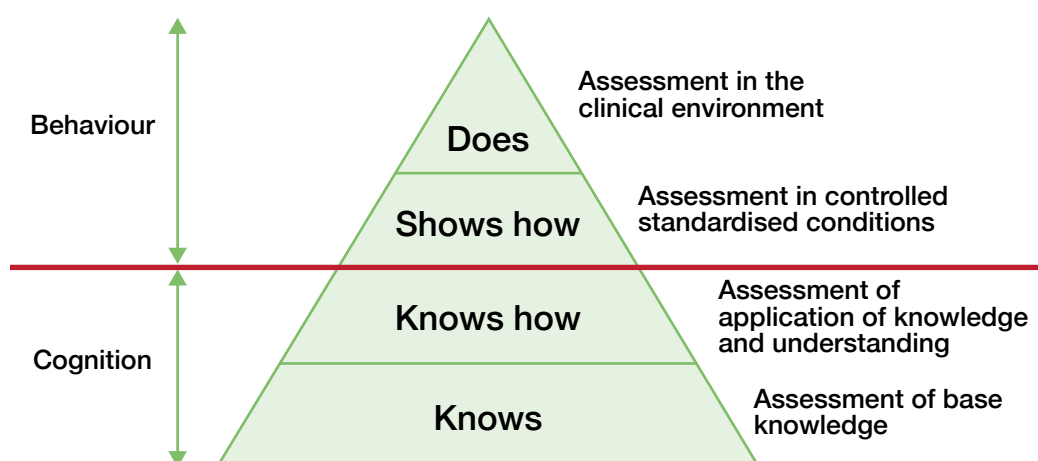 Assessment in the
clinical environment
Behaviour
Does
Assessment in controlled
standardised conditions
Shows how
Assessment of
application of knowledge
and understanding
Knows how
Cognition
Assessment of base
knowledge
Knows